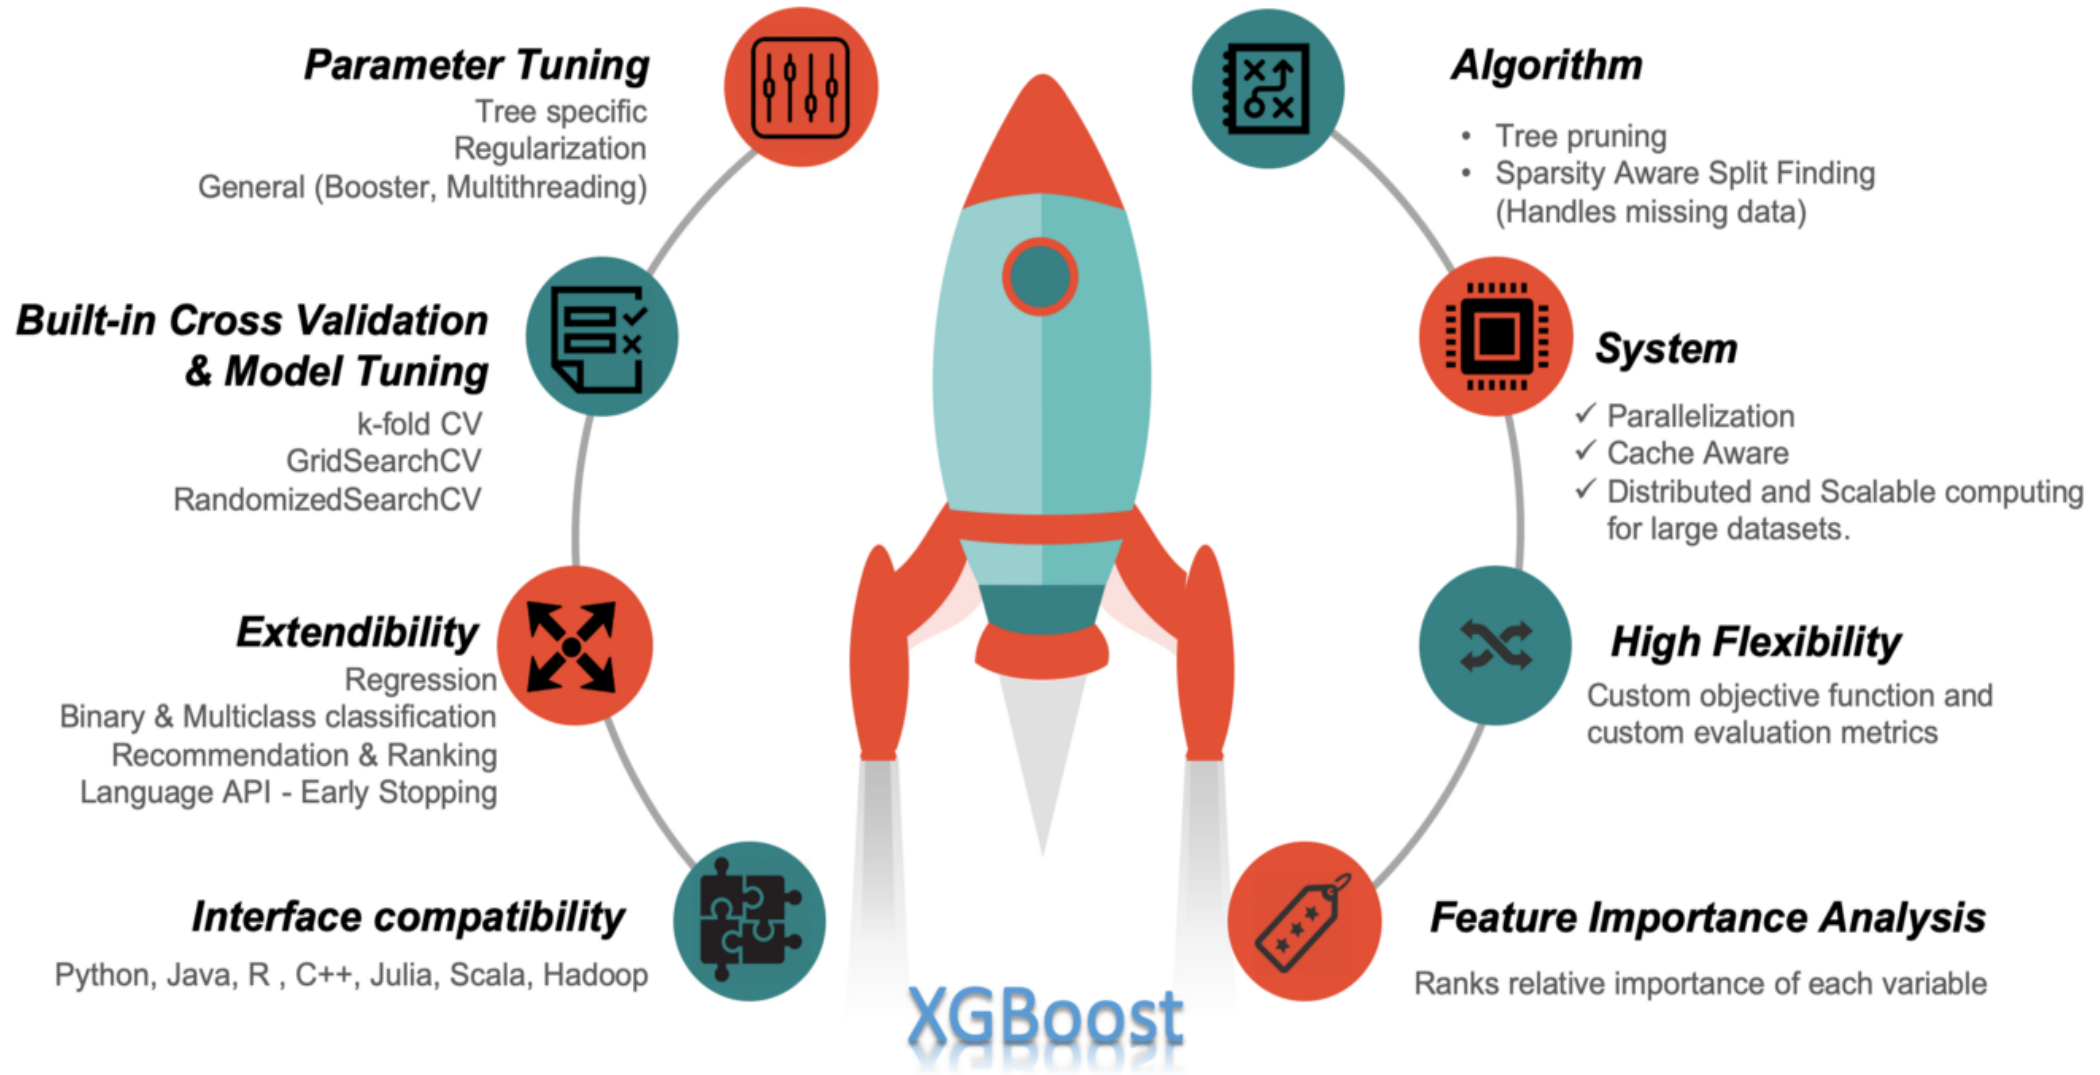 Parameter Tuning
Tree specific
Regularization
General (Booster, Multithreading)
Built-in Cross Validation
& Model Tuning
k-fold CV
GridSearchCV
RandomizedSearchCV
Extendibility
Regression
Binary & Multiclass classification
Recommendation & Ranking
Language API - Early Stopping
Interface compatibility
Python, Java, R , C++, Julia, Scala, Hadoop
XGBoost
Algorithm
• Tree pruning
• Sparsity Aware Split Finding
(Handles missing data)
System
✓ Parallelization
✓ Cache Aware
✓ Distributed and Scalable computing
for large datasets.
High Flexibility
Custom objective function and
custom evaluation metrics
Feature Importance Analysis
Ranks relative importance of each variable